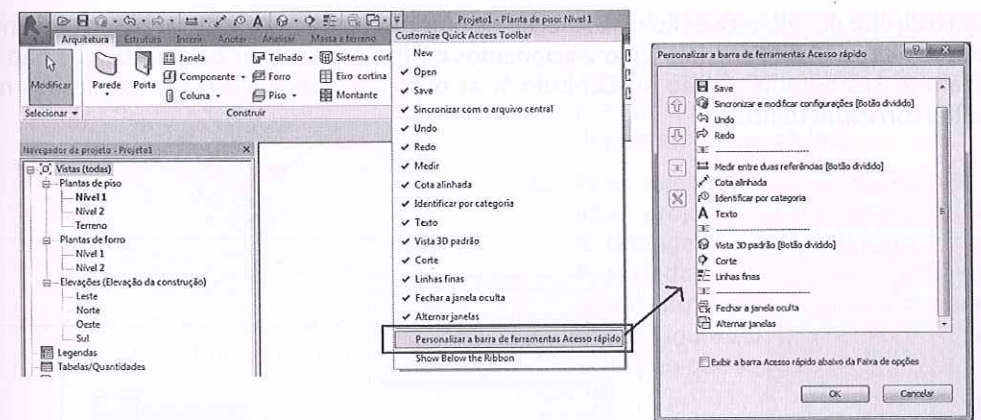 Projeto1 - Planta de piso: Nível 1
Arquitetura Estrutura Inserir Anotar Analisar Massa e terreno
Modificar
Parede
Porta
Janela
Componente
Coluna
Telhado
Forro
Piso
Sistema corti
Eixo cortina
Montante
Selecionar
Construir
Navegador de projeto - Projeto1
Vistas (todas)
Plantas de piso
Nível 1
Nível 2
Terreno
Plantas de forro
Nível 1
Nível 2
Elevações (Elevação da construção)
Leste
Norte
Oeste
Sul
Legendas
Tabelas/Quantidades
Customize Quick Access Toolbar
New
Open
Save
Sincronizar com o arquivo central
Undo
Redo
Medir
Cota alinhada
Identificar por categoria
Texto
Vista 3D padrão
Corte
Linhas finas
Fechar a janela oculta
Alternar janelas
Personalizar a barra de ferramentas Acesso rápido
Show Below the Ribbon
Personalizar a barra de ferramentas Acesso rápido
Save
Sincronizar e modificar configurações [Botão dividido]
Undo
Redo
Medir entre duas referências [Botão dividido]
Cota alinhada
Identificar por categoria
Texto
Vista 3D padrão [Botão dividido]
Corte
Linhas finas
Fechar a janela oculta
Alternar janelas
Exibir a barra Acesso rápido abaixo da Faixa de opções
OK
Cancelar